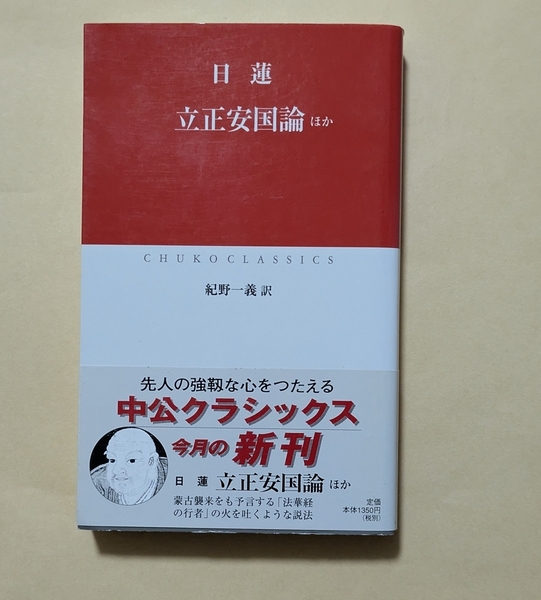 日蓮
立正安国論 ほか
CHUKO CLASSICS
紀野一義 訳
先人の強靱な心をつたえる
中公クラシックス
今月の新刊
日蓮 立正安国論 ほか
蒙古襲来をも予言する「法華経
の行者」の火を吐くような説法
定価
本体1350円
(税別)